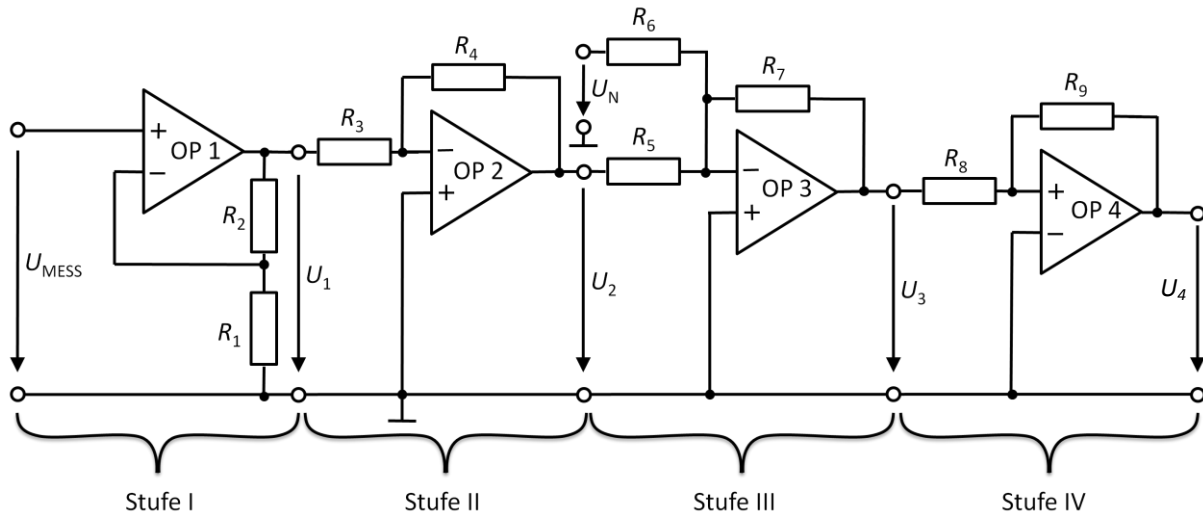 R6
R4
R7
R9
UN
+
OP 1
−
R3
−
OP 2
+
R5
−
OP 3
+
R8
+
OP 4
−
R2
UMESS
U1
U2
U3
U4
R1
Stufe I
Stufe II
Stufe III
Stufe IV